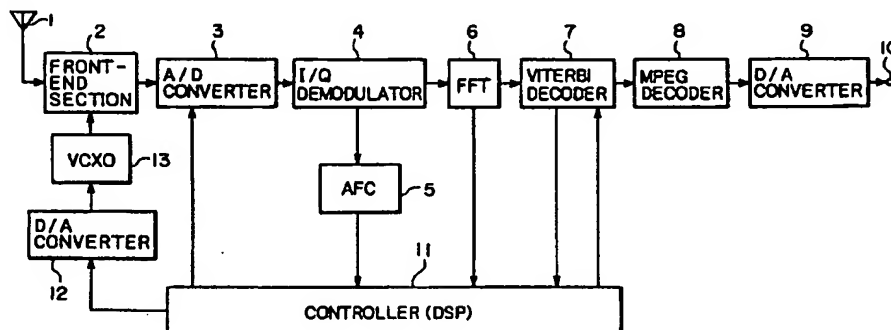 1
2
3
4
6
7
8
9
10
FRONT-
END
SECTION
A/D
CONVERTER
I/Q
DEMODULATOR
FFT
VITERBI
DECODER
MPEG
DECODER
D/A
CONVERTER
VCXO
13
AFC
5
D/A
CONVERTER
12
11
CONTROLLER (DSP)